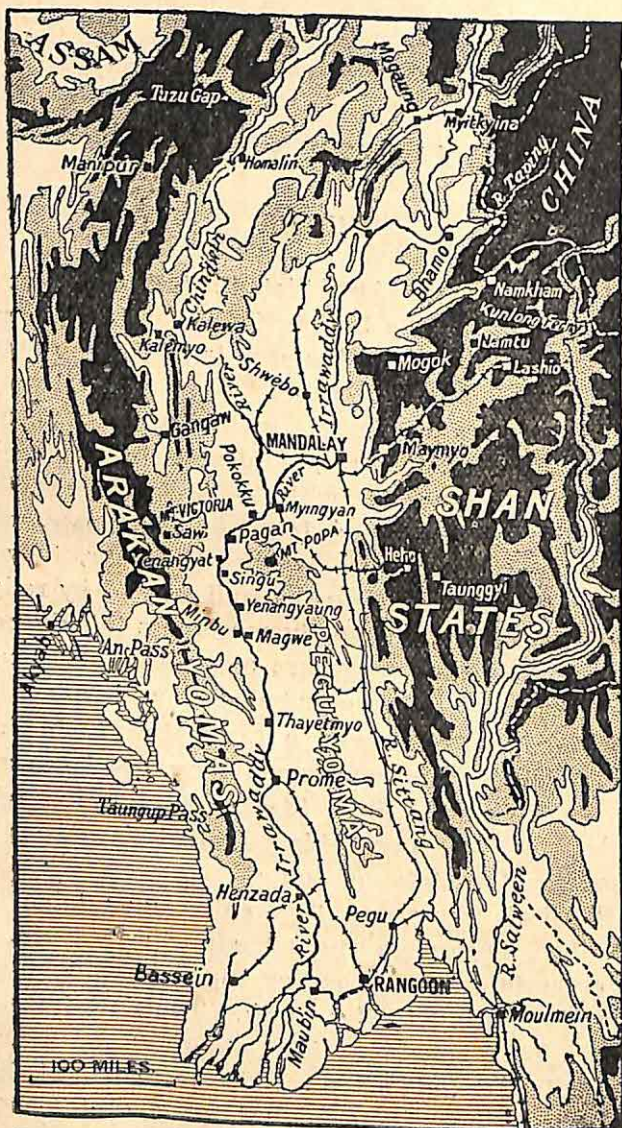 ASSAM
Tuzu Gap
Mogaung
Myitkyina
CHINA
R. Taping
Manipur
Homalin
Chindwin
River
Bhamo
Namkham
Kunlong Ferry
Kalewa
Kalemyo
Shwebo
Irrawaddy
Mogok
Namtu
Lashio
Gangaw
MANDALAY
Maymyo
ARAKAN YOMAS
Pokokku
River
Myingyan
MT. VICTORIA
SHAN
STATES
Saw
Pagan
MT POPA
Yenangyat
Singu
Heho
Taunggyi
Yenangyaung
Minbu
Magwe
Akyab
An Pass
PEGU YOMAS
Thayetmyo
Prome
R. Sittang
Taungup Pass
Irrawaddy
River
Henzada
Pegu
R. Salween
Bassein
RANGOON
Maubin
Moulmein
100 MILES.